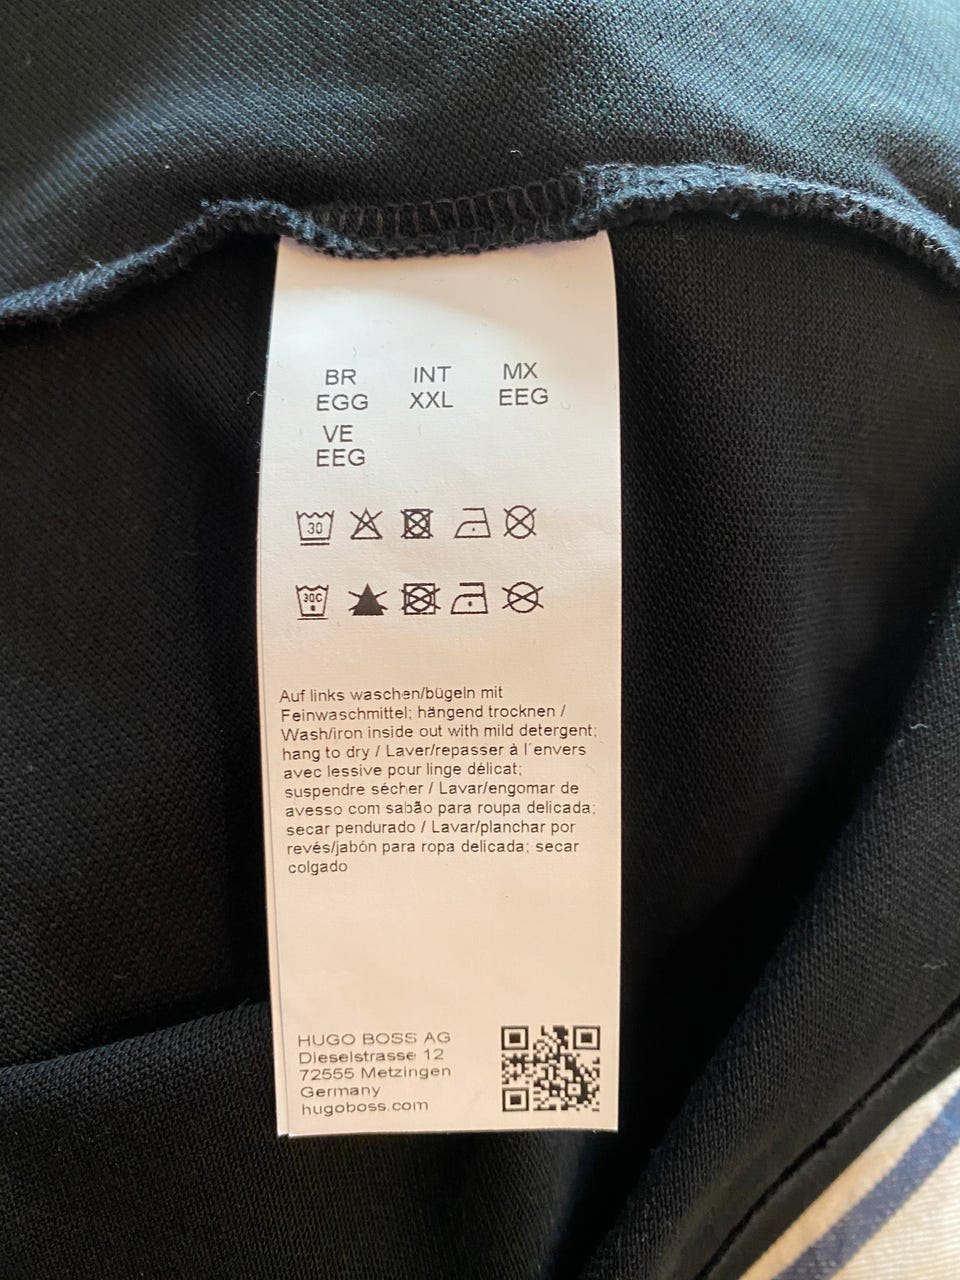 BR INT MX
EGG XXL EEG
VE
EEG
30
30C
Auf links waschen/bügeln mit
Feinwaschmittel; hängend trocknen /
Wash/iron inside out with mild detergent;
hang to dry / Laver/repasser à l´envers
avec lessive pour linge délicat;
suspendre sécher / Lavar/engomar de
avesso com sabão para roupa delicada;
secar pendurado / Lavar/planchar por
revés/jabón para ropa delicada; secar
colgado
HUGO BOSS AG
Dieselstrasse 12
72555 Metzingen
Germany
hugoboss.com